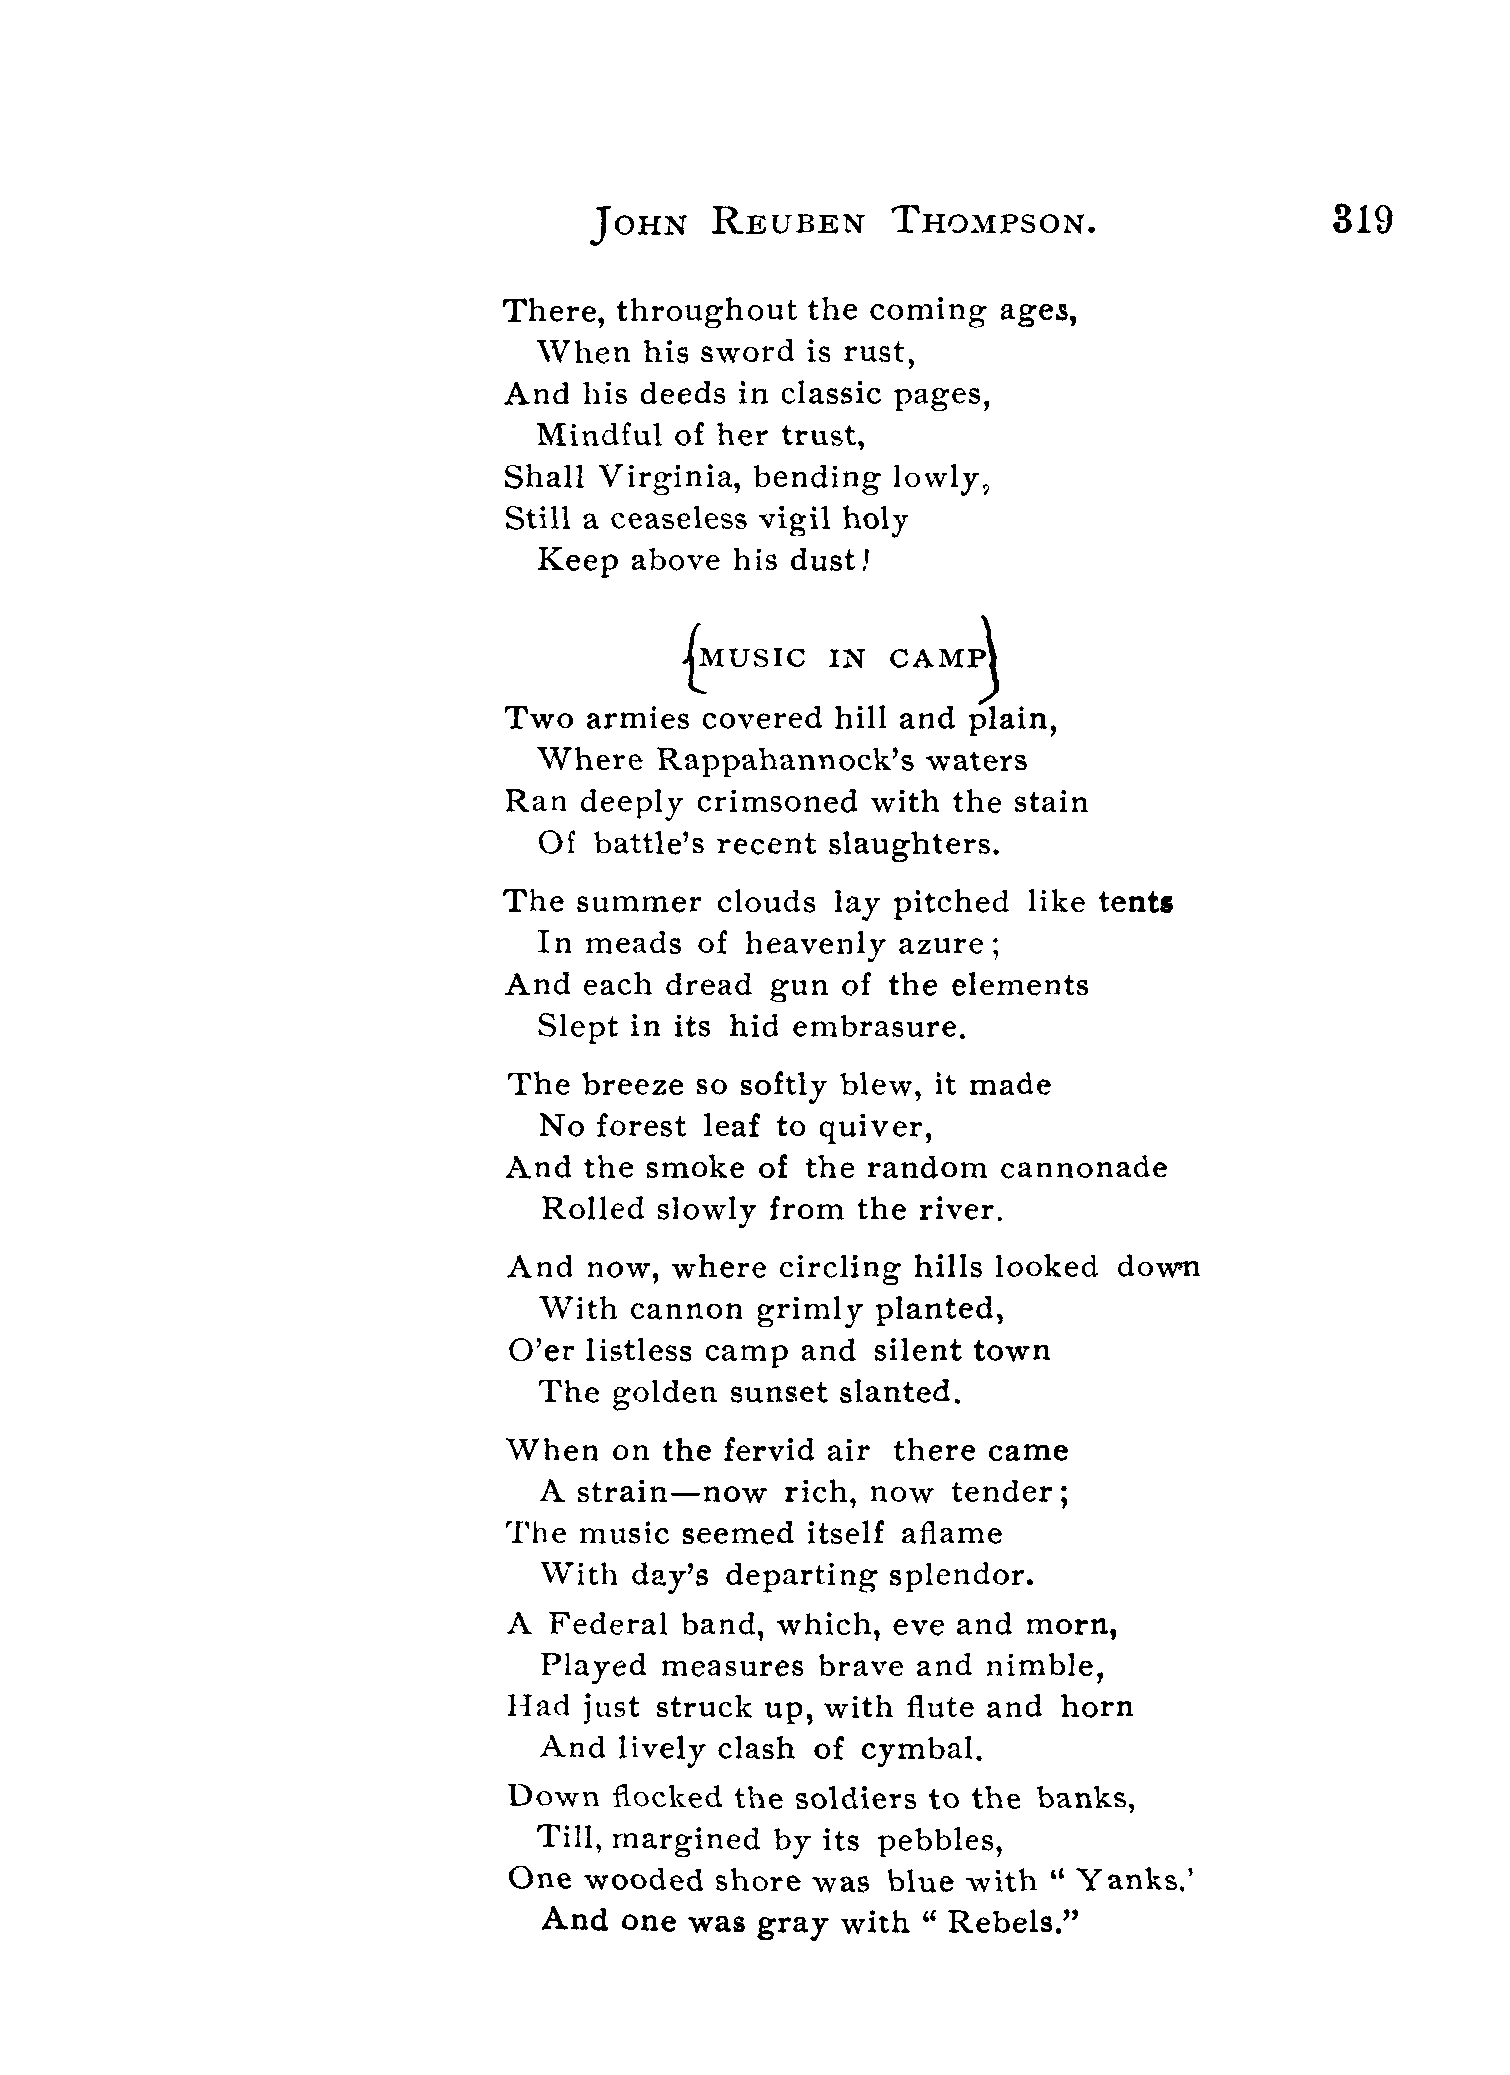 John Reuben Thompson. 319
There, throughout the coming ages,
When his sword is rust,
And his deeds in classic pages,
Mindful of her trust,
Shall Virginia, bending lowly,
Still a ceaseless vigil holy
Keep above his dust!
{MUSIC IN CAMP}
Two armies covered hill and plain,
Where Rappahannock's waters
Ran deeply crimsoned with the stain
Of battle's recent slaughters.
The summer clouds lay pitched like tents
In meads of heavenly azure;
And each dread gun of the elements
Slept in its hid embrasure.
The breeze so softly blew, it made
No forest leaf to quiver,
And the smoke of the random cannonade
Rolled slowly from the river.
And now, where circling hills looked down
With cannon grimly planted,
O'er listless camp and silent town
The golden sunset slanted.
When on the fervid air there came
A strain—now rich, now tender;
The music seemed itself aflame
With day's departing splendor.
A Federal band, which, eve and morn,
Played measures brave and nimble,
Had just struck up, with flute and horn
And lively clash of cymbal.
Down flocked the soldiers to the banks,
Till, margined by its pebbles,
One wooded shore was blue with "Yanks.'
And one was gray with "Rebels."